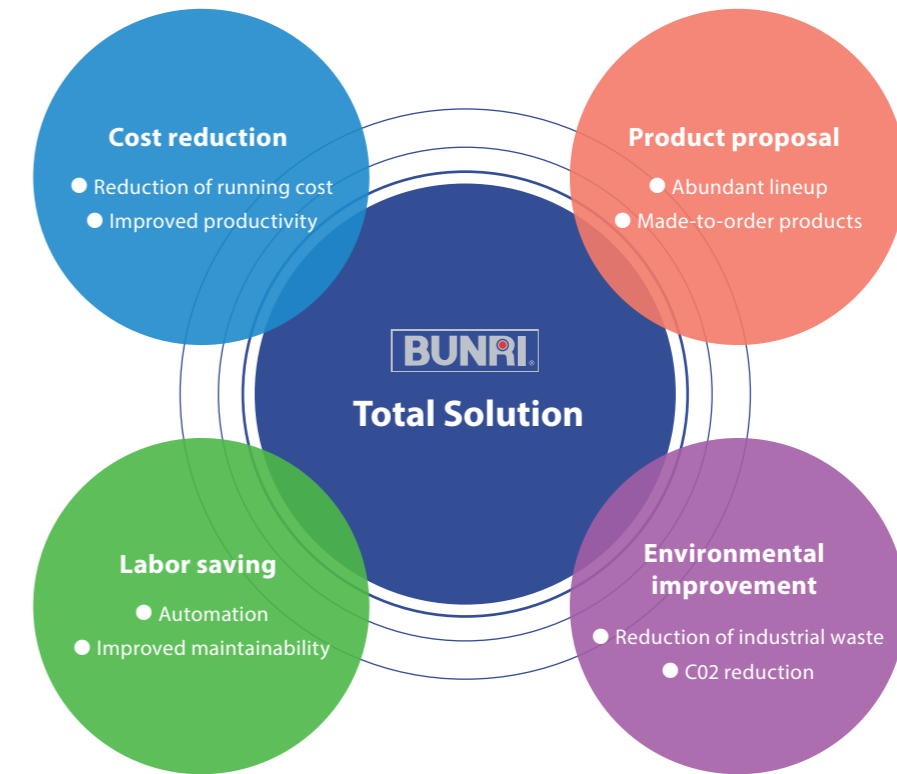 Cost reduction
● Reduction of running cost
● Improved productivity
Product proposal
● Abundant lineup
● Made-to-order products
BUNRI®
Total Solution
Labor saving
● Automation
● Improved maintainability
Environmental
improvement
● Reduction of industrial waste
● C02 reduction